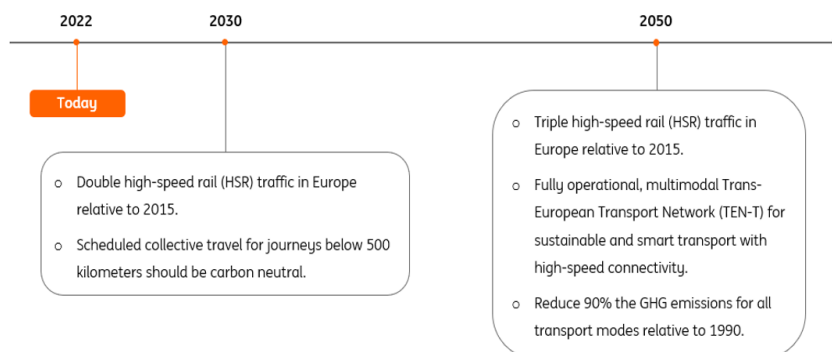 2022
2030
2050
Today
○ Double high-speed rail (HSR) traffic in Europe
relative to 2015.
○ Scheduled collective travel for journeys below 500
kilometers should be carbon neutral.
○ Triple high-speed rail (HSR) traffic in
Europe relative to 2015.
○ Fully operational, multimodal Trans-
European Transport Network (TEN-T) for
sustainable and smart transport with
high-speed connectivity.
○ Reduce 90% the GHG emissions for all
transport modes relative to 1990.